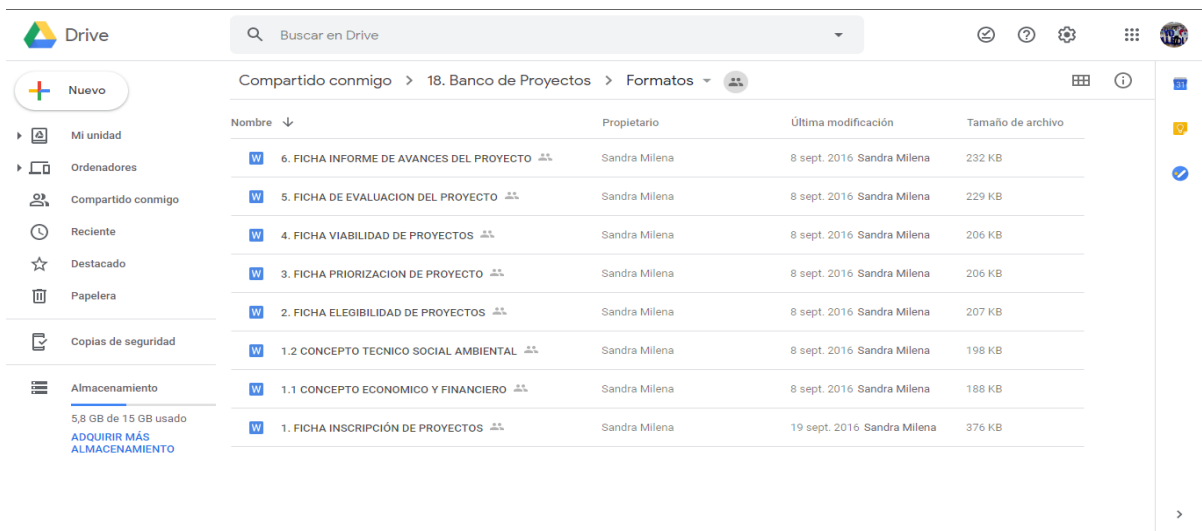 Drive
Buscar en Drive
Nuevo
Compartido conmigo > 18. Banco de Proyectos > Formatos
31
Mi unidad
Ordenadores
Compartido conmigo
Reciente
Destacado
Papelera
Copias de seguridad
Almacenamiento
5,8 GB de 15 GB usado
ADQUIRIR MÁS
ALMACENAMIENTO
Nombre Propietario Última modificación Tamaño de archivo
W 6. FICHA INFORME DE AVANCES DEL PROYECTO Sandra Milena 8 sept. 2016 Sandra Milena 232 KB
W 5. FICHA DE EVALUACION DEL PROYECTO Sandra Milena 8 sept. 2016 Sandra Milena 229 KB
W 4. FICHA VIABILIDAD DE PROYECTOS Sandra Milena 8 sept. 2016 Sandra Milena 206 KB
W 3. FICHA PRIORIZACION DE PROYECTO Sandra Milena 8 sept. 2016 Sandra Milena 206 KB
W 2. FICHA ELEGIBILIDAD DE PROYECTOS Sandra Milena 8 sept. 2016 Sandra Milena 207 KB
W 1.2 CONCEPTO TECNICO SOCIAL AMBIENTAL Sandra Milena 8 sept. 2016 Sandra Milena 198 KB
W 1.1 CONCEPTO ECONOMICO Y FINANCIERO Sandra Milena 8 sept. 2016 Sandra Milena 188 KB
W 1. FICHA INSCRIPCIÓN DE PROYECTOS Sandra Milena 19 sept. 2016 Sandra Milena 376 KB